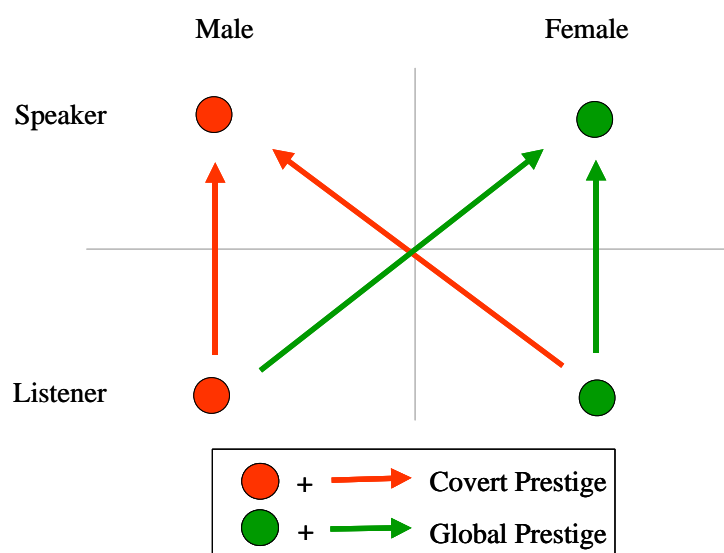 Male Female
Speaker
Listener
+ Covert Prestige
+ Global Prestige